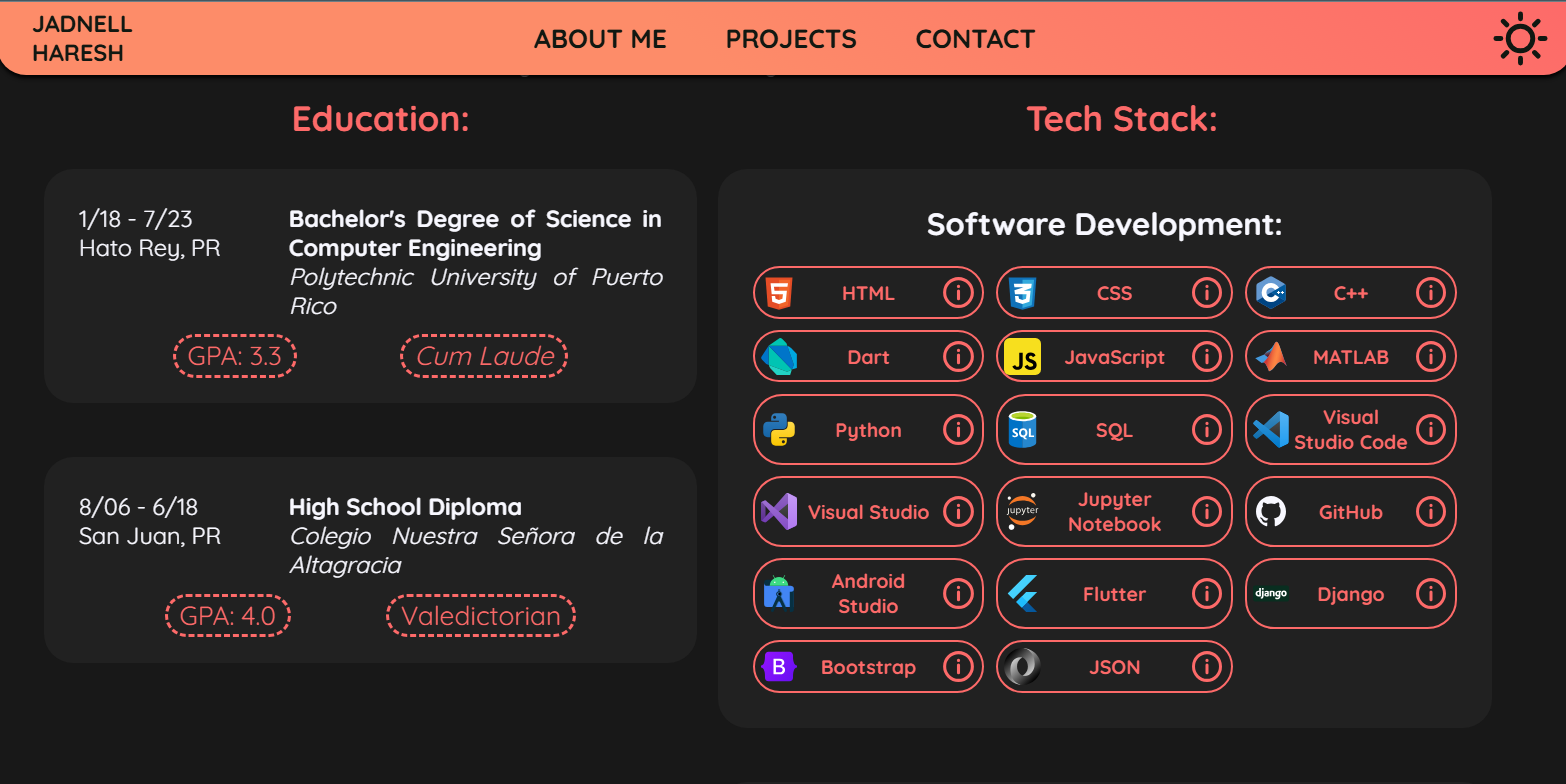 JADNELL
HARESH
ABOUT ME
PROJECTS
CONTACT
Education:
1/18 - 7/23
Hato Rey, PR
Bachelor's Degree of Science in
Computer Engineering
Polytechnic University of Puerto
Rico
GPA: 3.3
Cum Laude
8/06 - 6/18
San Juan, PR
High School Diploma
Colegio Nuestra Señora de la
Altagracia
GPA: 4.0
Valedictorian
Tech Stack:
Software Development:
5 HTML i
3 CSS i
C++ C++ i
Dart i
JS JavaScript i
MATLAB i
Python i
SQL SQL i
Visual
Studio Code i
Visual Studio i
jupyter Jupyter
Notebook i
GitHub i
Android
Studio i
Flutter i
django Django i
B Bootstrap i
JSON i